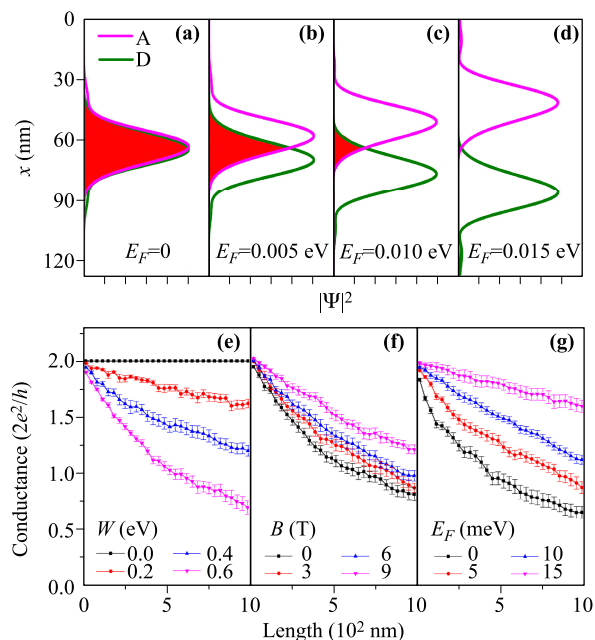 0
30
60
90
120
x (nm)
(a) (b) (c) (d)
A
D
E_F=0 E_F=0.005 eV E_F=0.010 eV E_F=0.015 eV
|Ψ|²
(e) (f) (g)
2.0
1.5
1.0
0.5
0.0
Conductance (2e²/h)
W (eV) B (T) E_F (meV)
0.0 0.4 0 6 0 10
0.2 0.6 3 9 5 15
0 5 10 0 5 10 0 5 10
Length (10² nm)